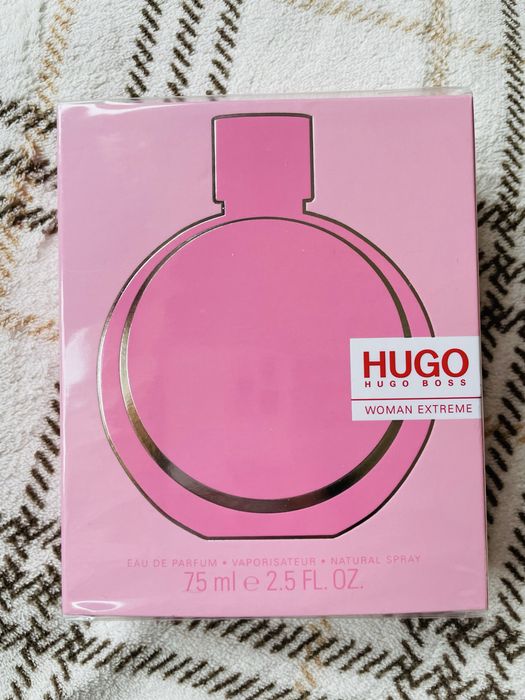 HUGO
HUGO BOSS
WOMAN EXTREME
EAU DE PARFUM • VAPORISATEUR • NATURAL SPRAY
75 ml e 2.5 FL. OZ.